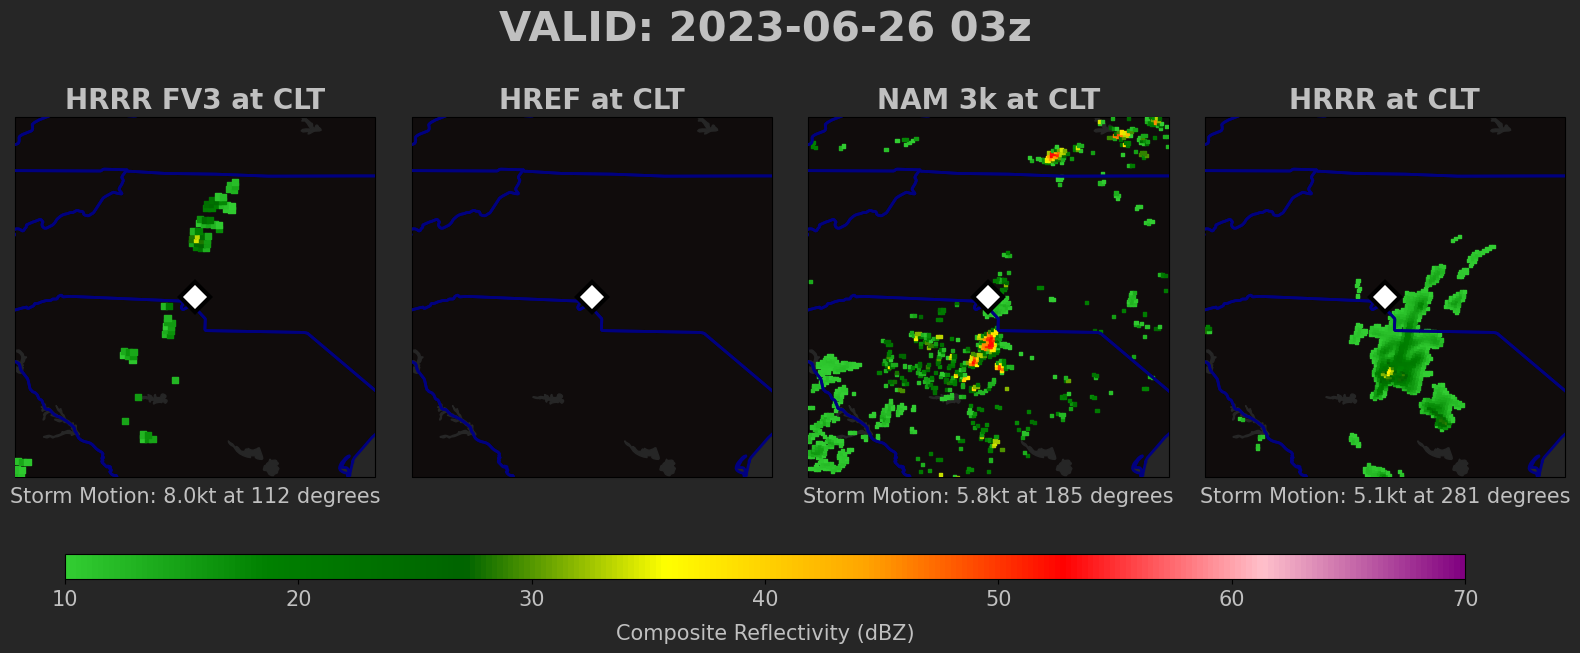 VALID: 2023-06-26 03z
HRRR FV3 at CLT
HREF at CLT
NAM 3k at CLT
HRRR at CLT
Storm Motion: 8.0kt at 112 degrees
Storm Motion: 5.8kt at 185 degrees
Storm Motion: 5.1kt at 281 degrees
10 20 30 40 50 60 70
Composite Reflectivity (dBZ)